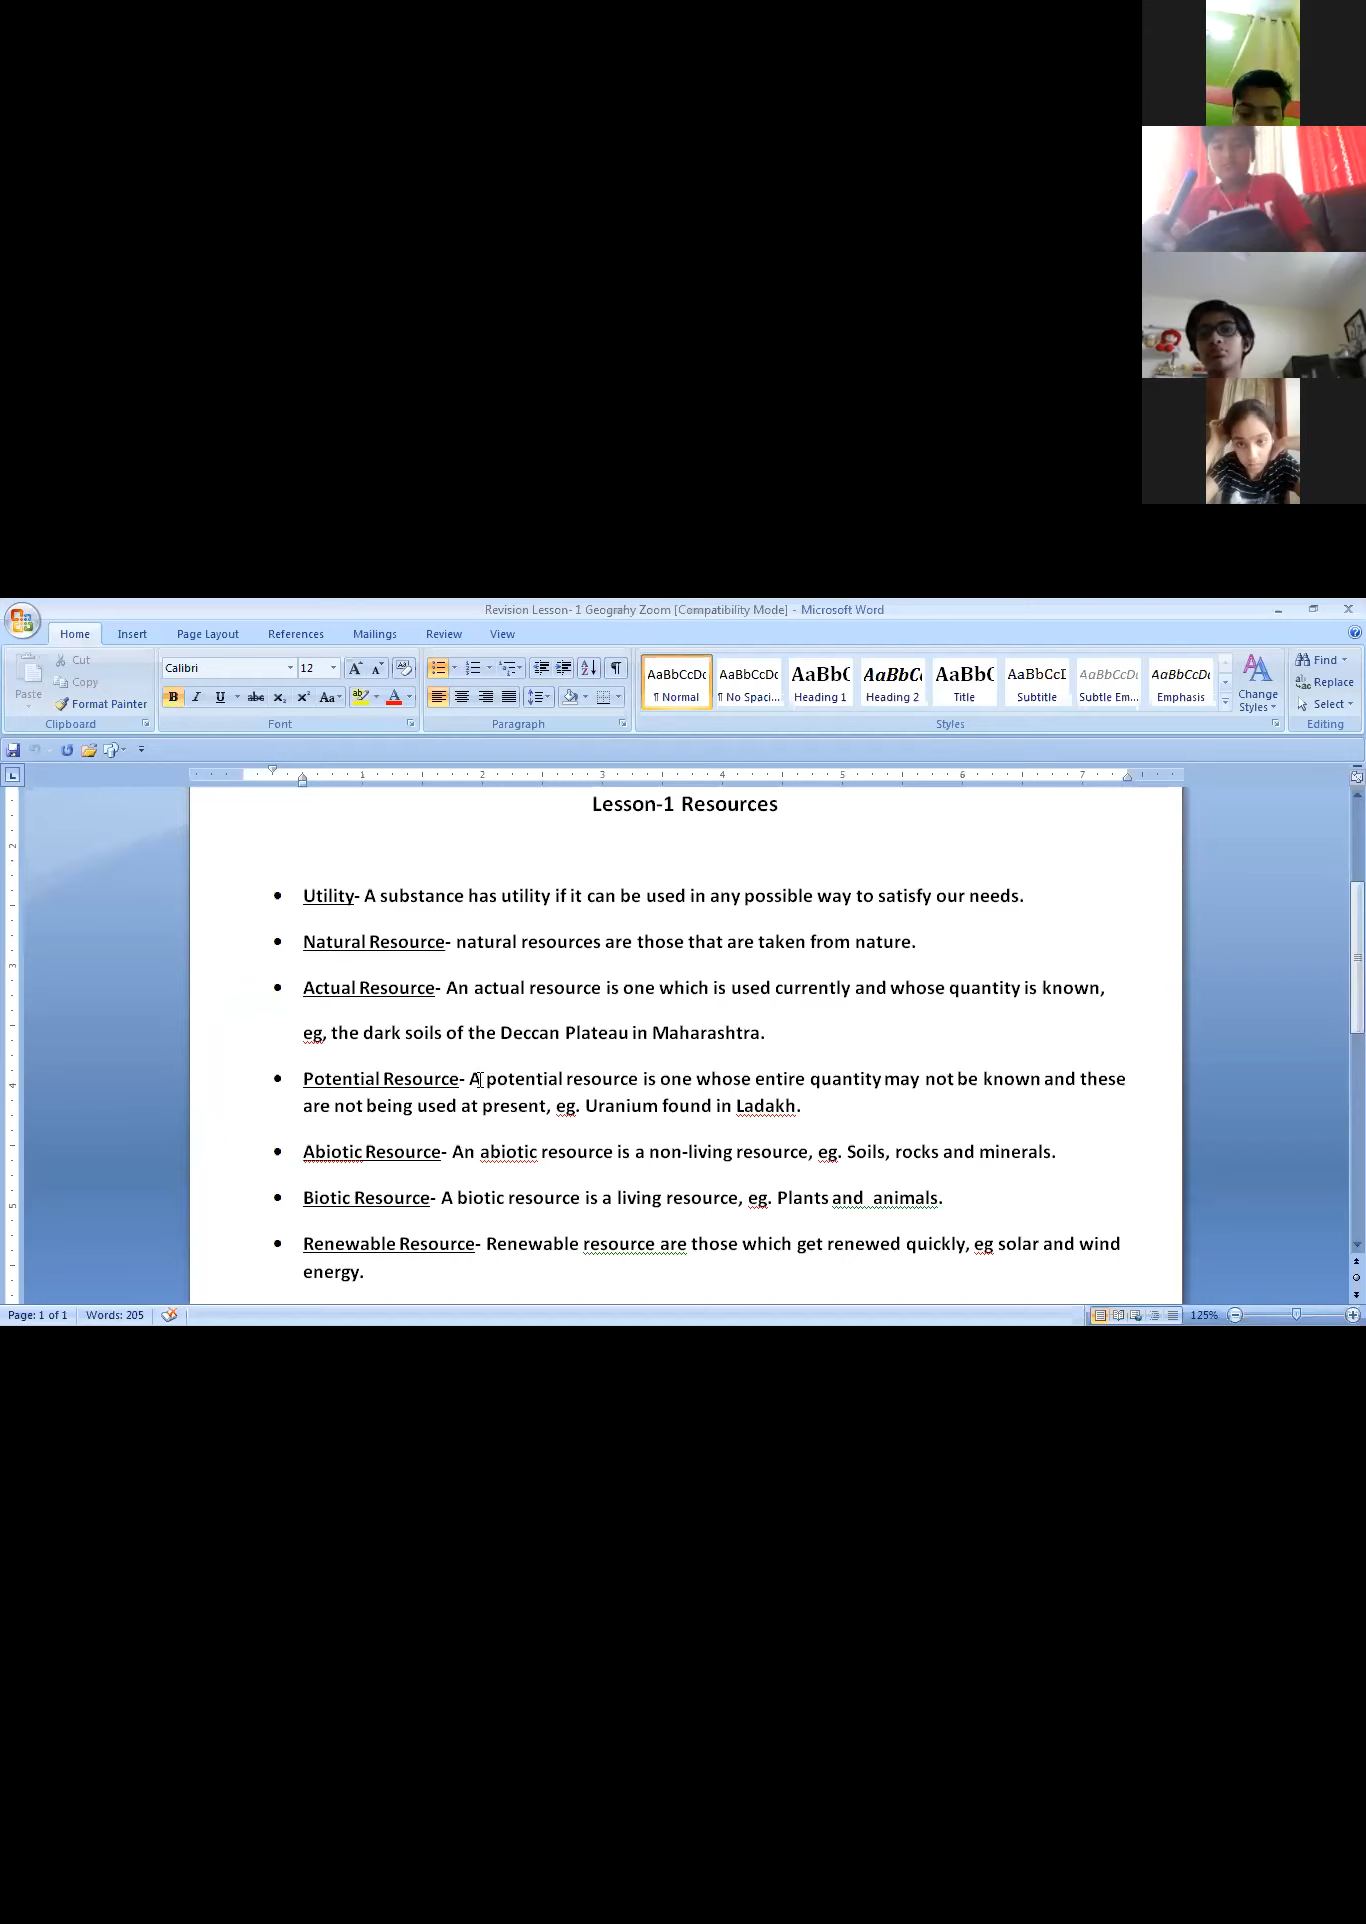 Revision Lesson- 1 Geograhy Zoom [Compatibility Mode] - Microsoft Word
Home Insert Page Layout References Mailings Review View
Cut
Copy
Paste
Format Painter
Clipboard
Calibri 12
Font
Paragraph
AaBbCcDc AaBbCcDc AaBbC AaBbC AaBbC AaBbCcI AaBbCcDc AaBbCcDc
¶ Normal ¶ No Spaci... Heading 1 Heading 2 Title Subtitle Subtle Em... Emphasis
Change
Styles
Styles
Find
Replace
Select
Editing
1 2 3 4 5 6 7
Lesson-1 Resources
• Utility- A substance has utility if it can be used in any possible way to satisfy our needs.
• Natural Resource- natural resources are those that are taken from nature.
• Actual Resource- An actual resource is one which is used currently and whose quantity is known,
eg, the dark soils of the Deccan Plateau in Maharashtra.
• Potential Resource- A potential resource is one whose entire quantity may not be known and these
are not being used at present, eg. Uranium found in Ladakh.
• Abiotic Resource- An abiotic resource is a non-living resource, eg. Soils, rocks and minerals.
• Biotic Resource- A biotic resource is a living resource, eg. Plants and  animals.
• Renewable Resource- Renewable resource are those which get renewed quickly, eg solar and wind
energy.
Page: 1 of 1 Words: 205 125%